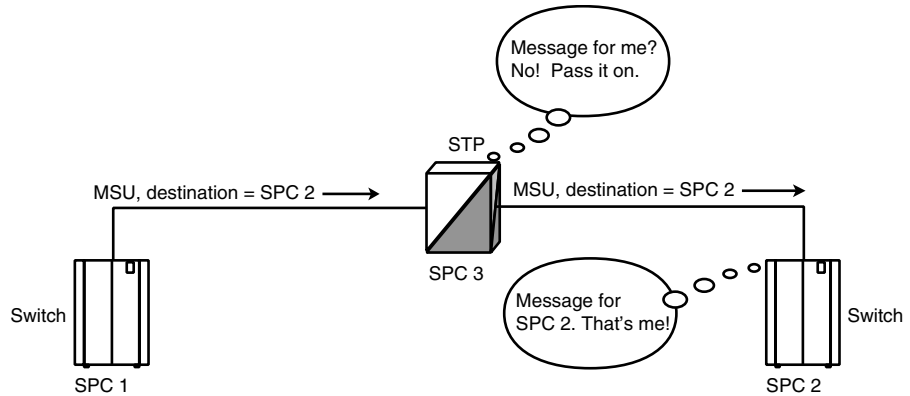 Message for me?
No! Pass it on.
STP
MSU, destination = SPC 2
MSU, destination = SPC 2
SPC 3
Switch
Message for
SPC 2. That's me!
Switch
SPC 1
SPC 2